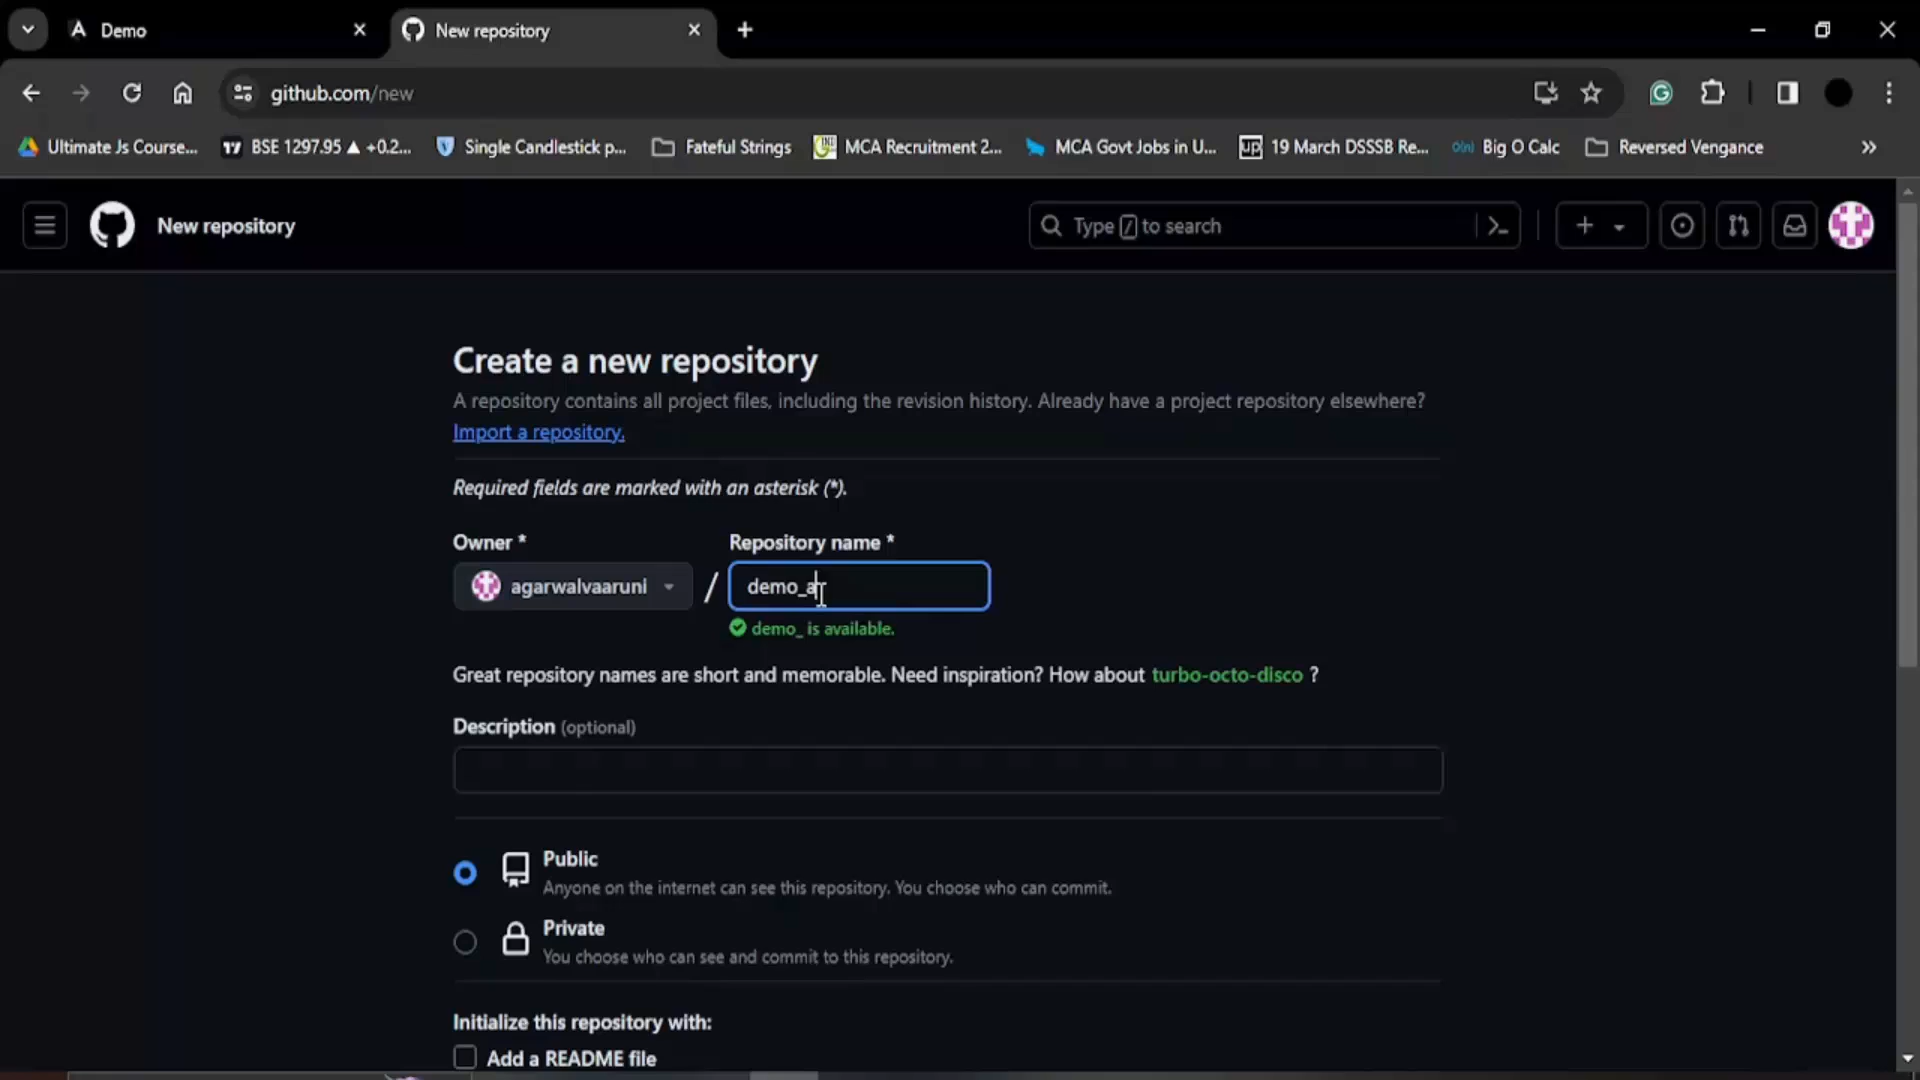 Demo
New repository
github.com/new
Ultimate Js Course...
BSE 1297.95 ▲ +0.2...
Single Candlestick p...
Fateful Strings
MCA Recruitment 2...
MCA Govt Jobs in U...
up 19 March DSSSB Re...
Big O Calc
Reversed Vengance
New repository
Type / to search
Create a new repository
A repository contains all project files, including the revision history. Already have a project repository elsewhere?
Import a repository.
Required fields are marked with an asterisk (*).
Owner *
Repository name *
agarwalvaaruni
/
demo_a
demo_ is available.
Great repository names are short and memorable. Need inspiration? How about turbo-octo-disco ?
Description (optional)
Public
Anyone on the internet can see this repository. You choose who can commit.
Private
You choose who can see and commit to this repository.
Initialize this repository with:
Add a README file